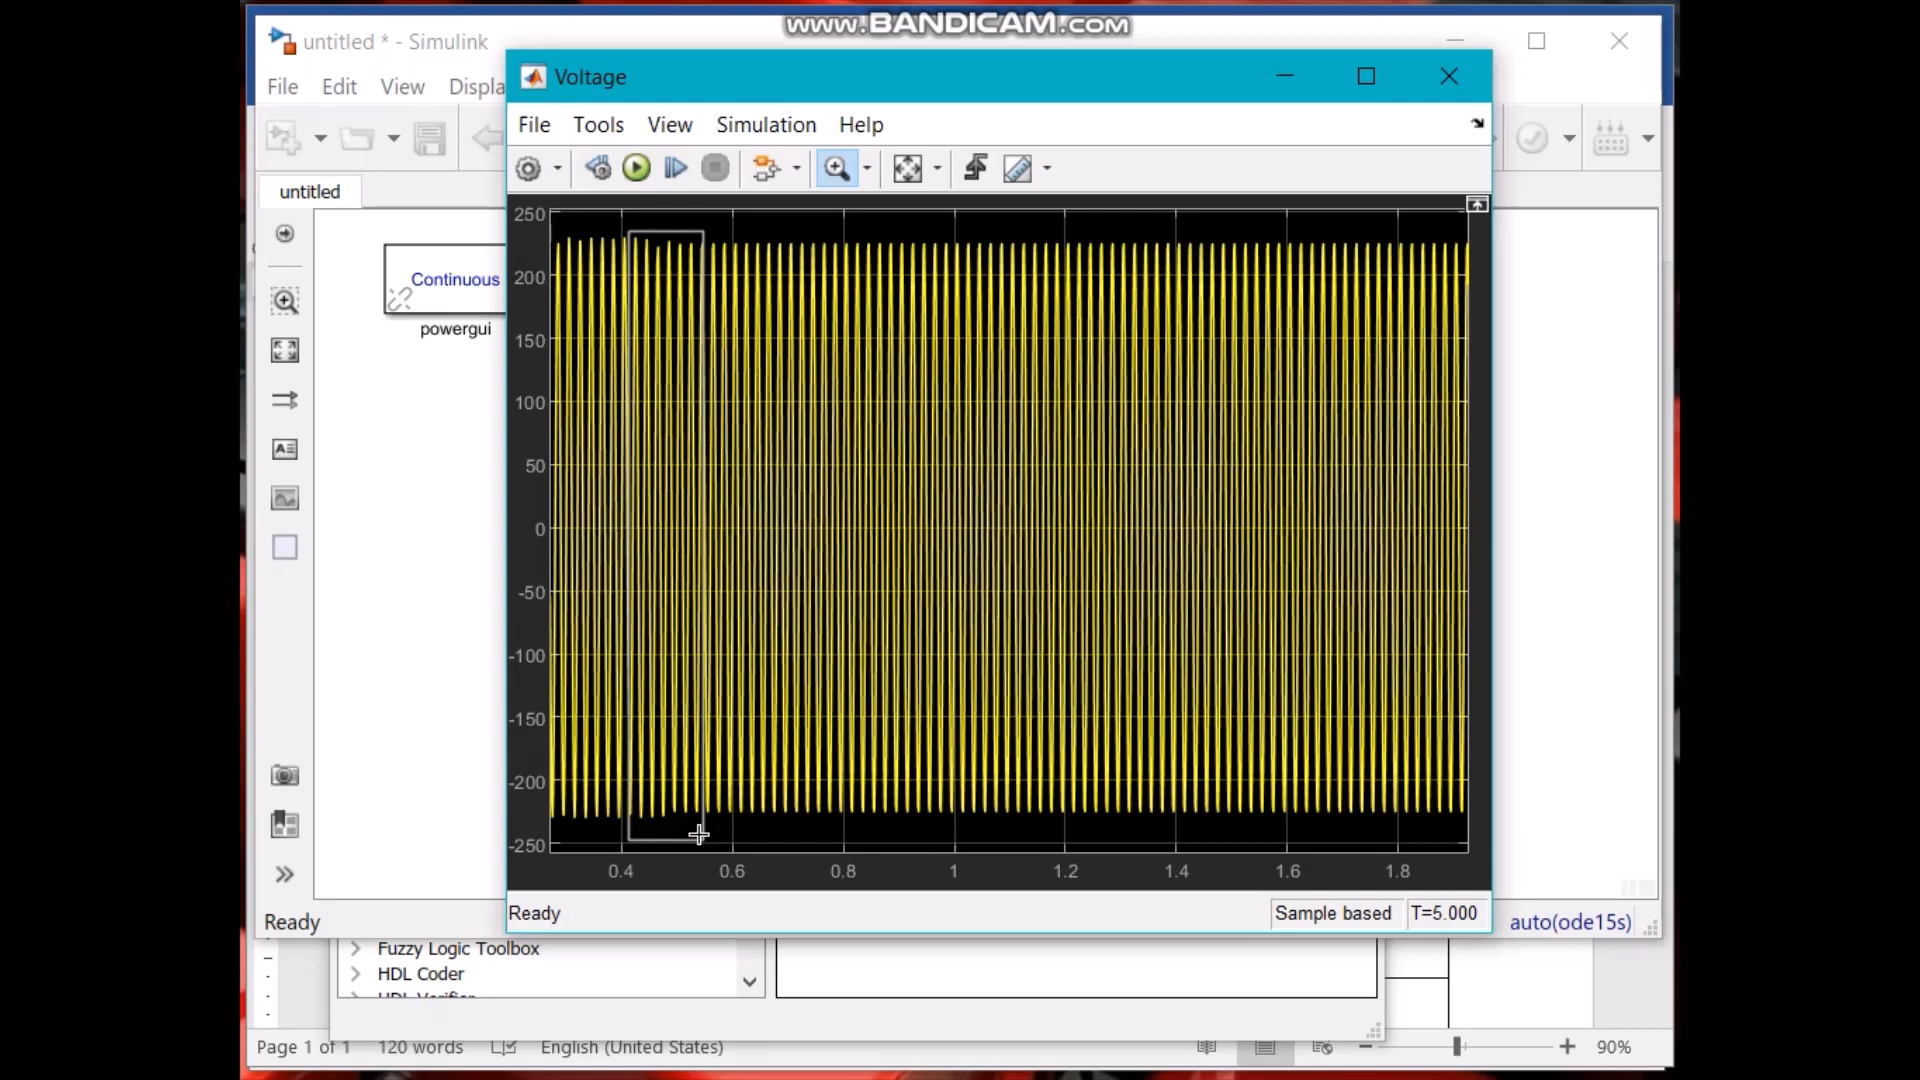 www.BANDICAM.com
untitled * - Simulink
File Edit View Displa
untitled
Continuous
powergui
Ready
auto(ode15s)
Voltage
File Tools View Simulation Help
250
200
150
100
50
0
-50
-100
-150
-200
-250
0.4 0.6 0.8 1 1.2 1.4 1.6 1.8
Ready Sample based T=5.000
Fuzzy Logic Toolbox
HDL Coder
HDL Verifier
Page 1 of 1 120 words English (United States) 90%